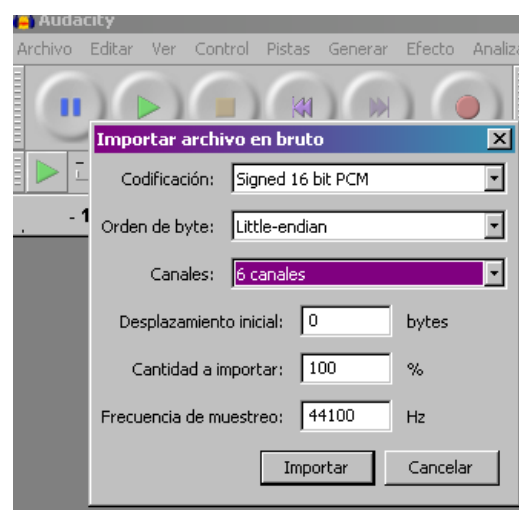 Audacity
Archivo Editar Ver Control Pistas Generar Efecto Analiza
Importar archivo en bruto
Codificación: Signed 16 bit PCM
- 1
Orden de byte: Little-endian
Canales: 6 canales
Desplazamiento inicial: 0 bytes
Cantidad a importar: 100 %
Frecuencia de muestreo: 44100 Hz
Importar Cancelar